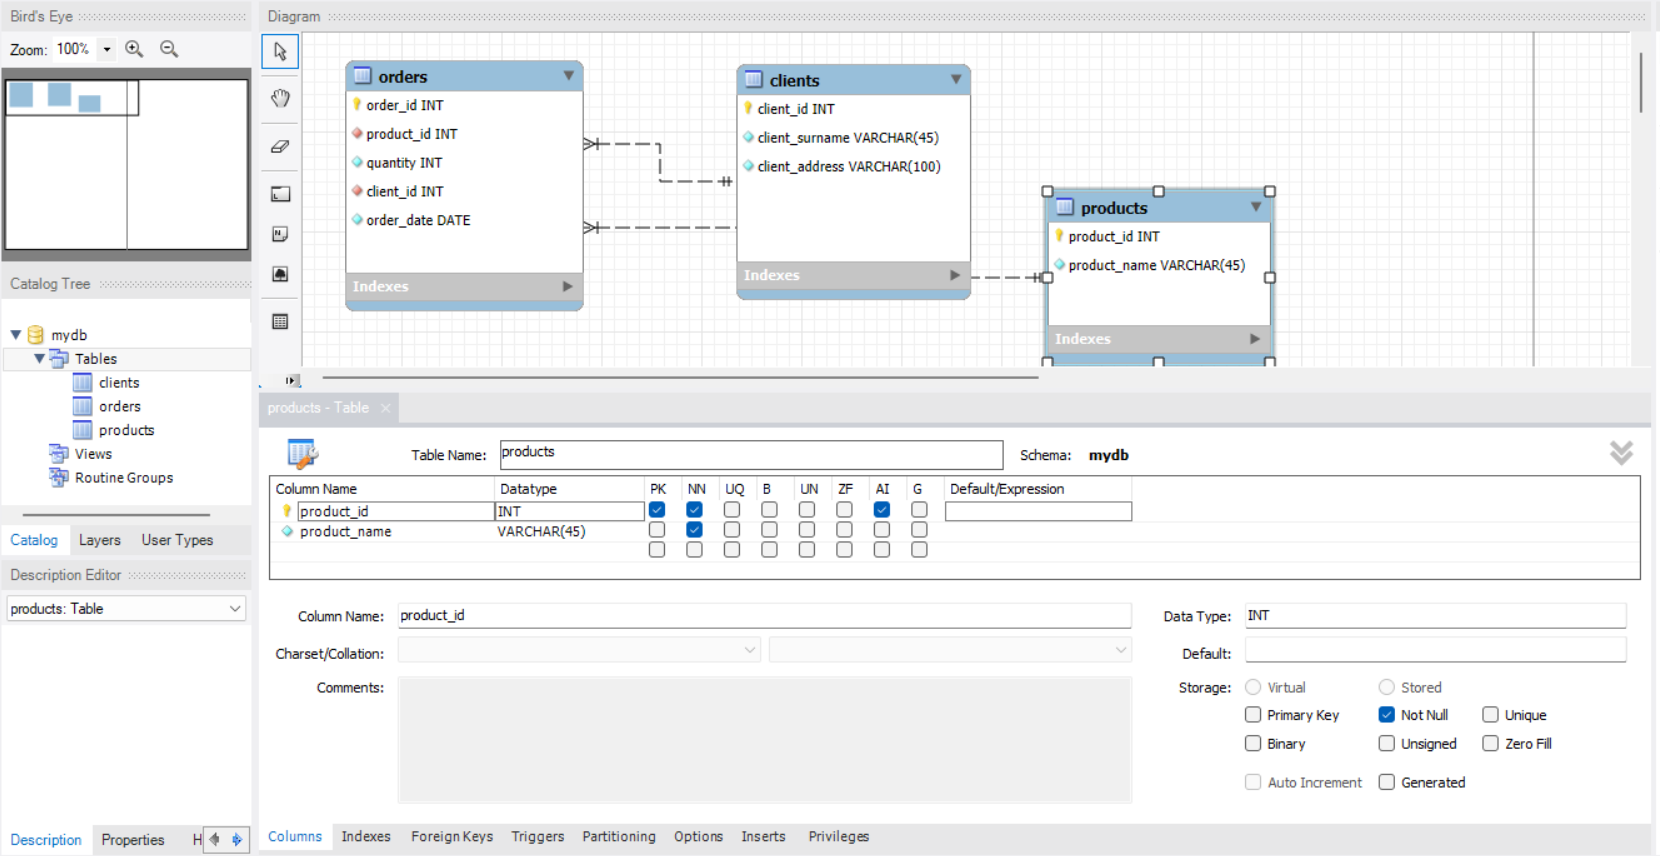 Bird's Eye
Zoom: 100%
Diagram
orders
order_id INT
product_id INT
quantity INT
client_id INT
order_date DATE
Indexes
clients
client_id INT
client_surname VARCHAR(45)
client_address VARCHAR(100)
Indexes
products
product_id INT
product_name VARCHAR(45)
Indexes
Catalog Tree
mydb
Tables
clients
orders
products
Views
Routine Groups
Catalog Layers User Types
Description Editor
products: Table
Description Properties H
products - Table
Table Name: products Schema: mydb
Column Name Datatype PK NN UQ B UN ZF AI G Default/Expression
product_id INT
product_name VARCHAR(45)
Column Name: product_id Data Type: INT
Charset/Collation: Default:
Comments: Storage: Virtual Stored
Primary Key Not Null Unique
Binary Unsigned Zero Fill
Auto Increment Generated
Columns Indexes Foreign Keys Triggers Partitioning Options Inserts Privileges